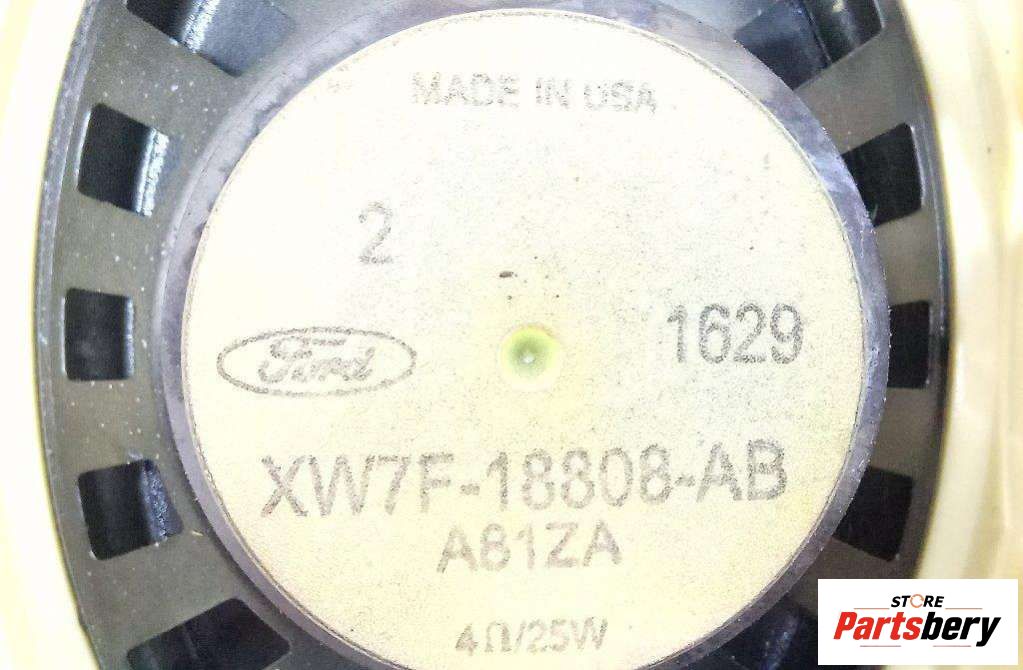 MADE IN USA
2
1629
Ford
XW7F-18808-AB
A81ZA
4Ω/25W
STORE
Partsbery